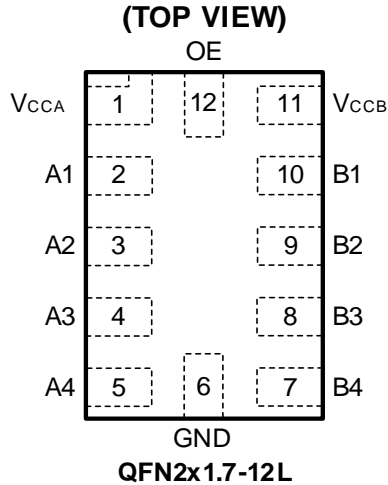 (TOP VIEW)
OE
VCCA 1 12 11 VCCB
A1 2 10 B1
A2 3 9 B2
A3 4 8 B3
A4 5 6 7 B4
GND
QFN2x1.7-12L